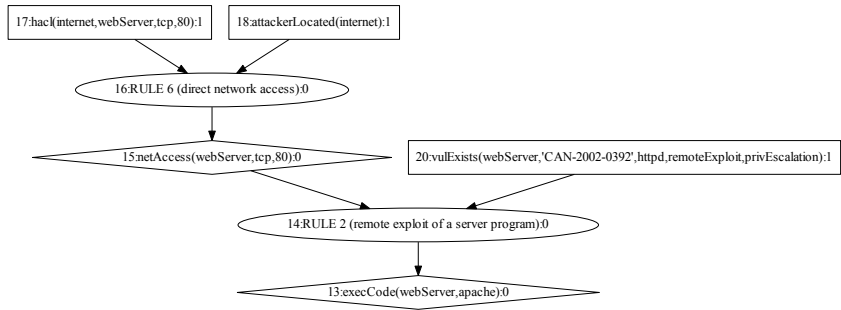 17:hacl(internet,webServer,tcp,80):1
18:attackerLocated(internet):1
16:RULE 6 (direct network access):0
15:netAccess(webServer,tcp,80):0
20:vulExists(webServer,'CAN-2002-0392',httpd,remoteExploit,privEscalation):1
14:RULE 2 (remote exploit of a server program):0
13:execCode(webServer,apache):0